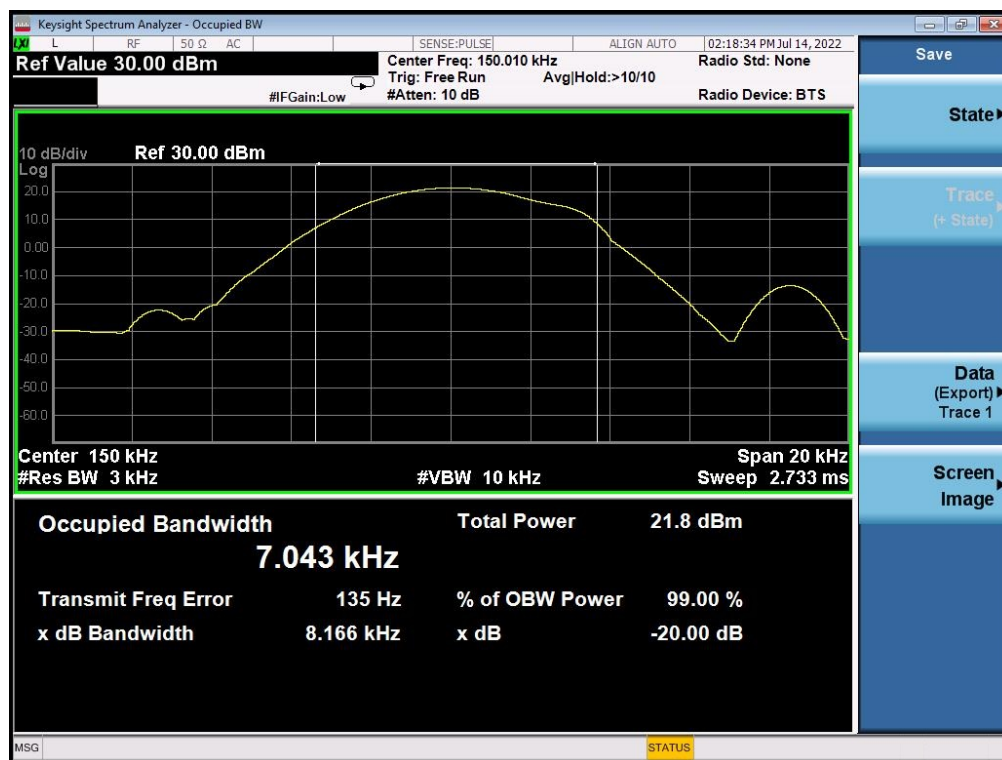 Keysight Spectrum Analyzer - Occupied BW
LXI L RF 50 Ω AC SENSE:PULSE ALIGN AUTO 02:18:34 PM Jul 14, 2022
Ref Value 30.00 dBm
Center Freq: 150.010 kHz
Radio Std: None
Trig: Free Run Avg|Hold:>10/10
#IFGain:Low #Atten: 10 dB Radio Device: BTS
10 dB/div Ref 30.00 dBm
Log
20.0
10.0
0.00
-10.0
-20.0
-30.0
-40.0
-50.0
-60.0
Center 150 kHz Span 20 kHz
#Res BW 3 kHz #VBW 10 kHz Sweep 2.733 ms
Occupied Bandwidth Total Power 21.8 dBm
7.043 kHz
Transmit Freq Error 135 Hz % of OBW Power 99.00 %
x dB Bandwidth 8.166 kHz x dB -20.00 dB
MSG STATUS
Save
State
Trace
(+ State)
Data
(Export)
Trace 1
Screen
Image